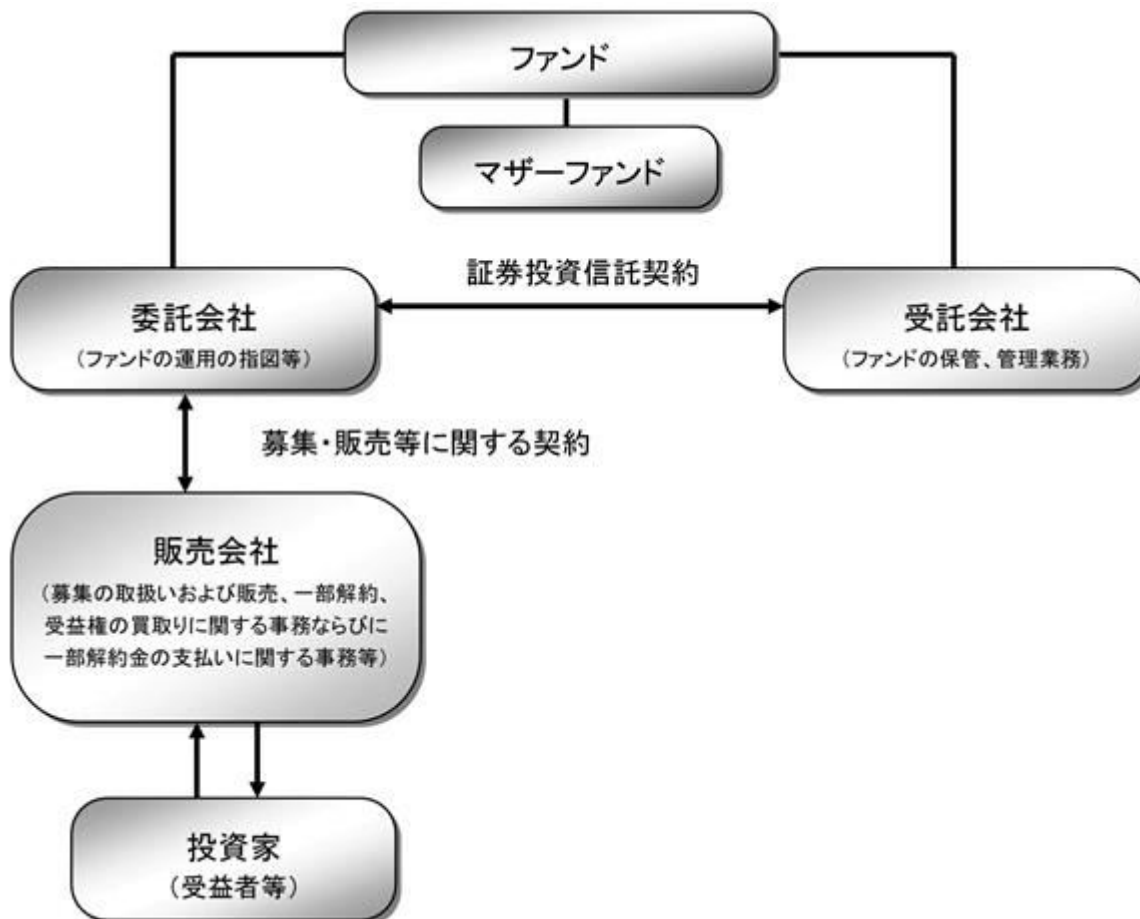 ファンド
マザーファンド
証券投資信託契約
委託会社
（ファンドの運用の指図等）
受託会社
（ファンドの保管、管理業務）
募集・販売等に関する契約
販売会社
（募集の取扱いおよび販売、一部解約、
受益権の買取りに関する事務ならびに
一部解約金の支払いに関する事務等）
投資家
（受益者等）